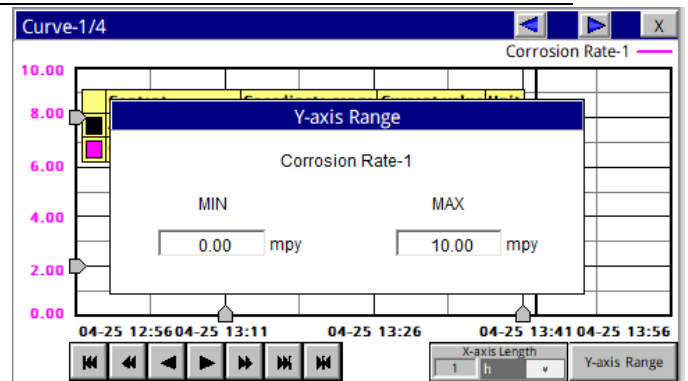 Curve-1/4
X
Corrosion Rate-1
10.00
8.00
6.00
4.00
2.00
0.00
Y-axis Range
Corrosion Rate-1
MIN
MAX
0.00 mpy
10.00 mpy
04-25 12:56 04-25 13:11 04-25 13:26 04-25 13:41 04-25 13:56
X-axis Length
1 h
Y-axis Range